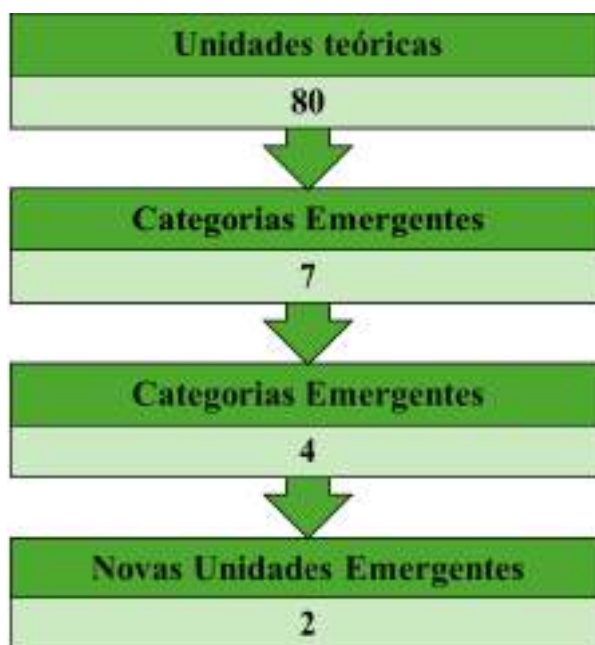 Unidades teóricas
80
Categorias Emergentes
7
Categorias Emergentes
4
Novas Unidades Emergentes
2